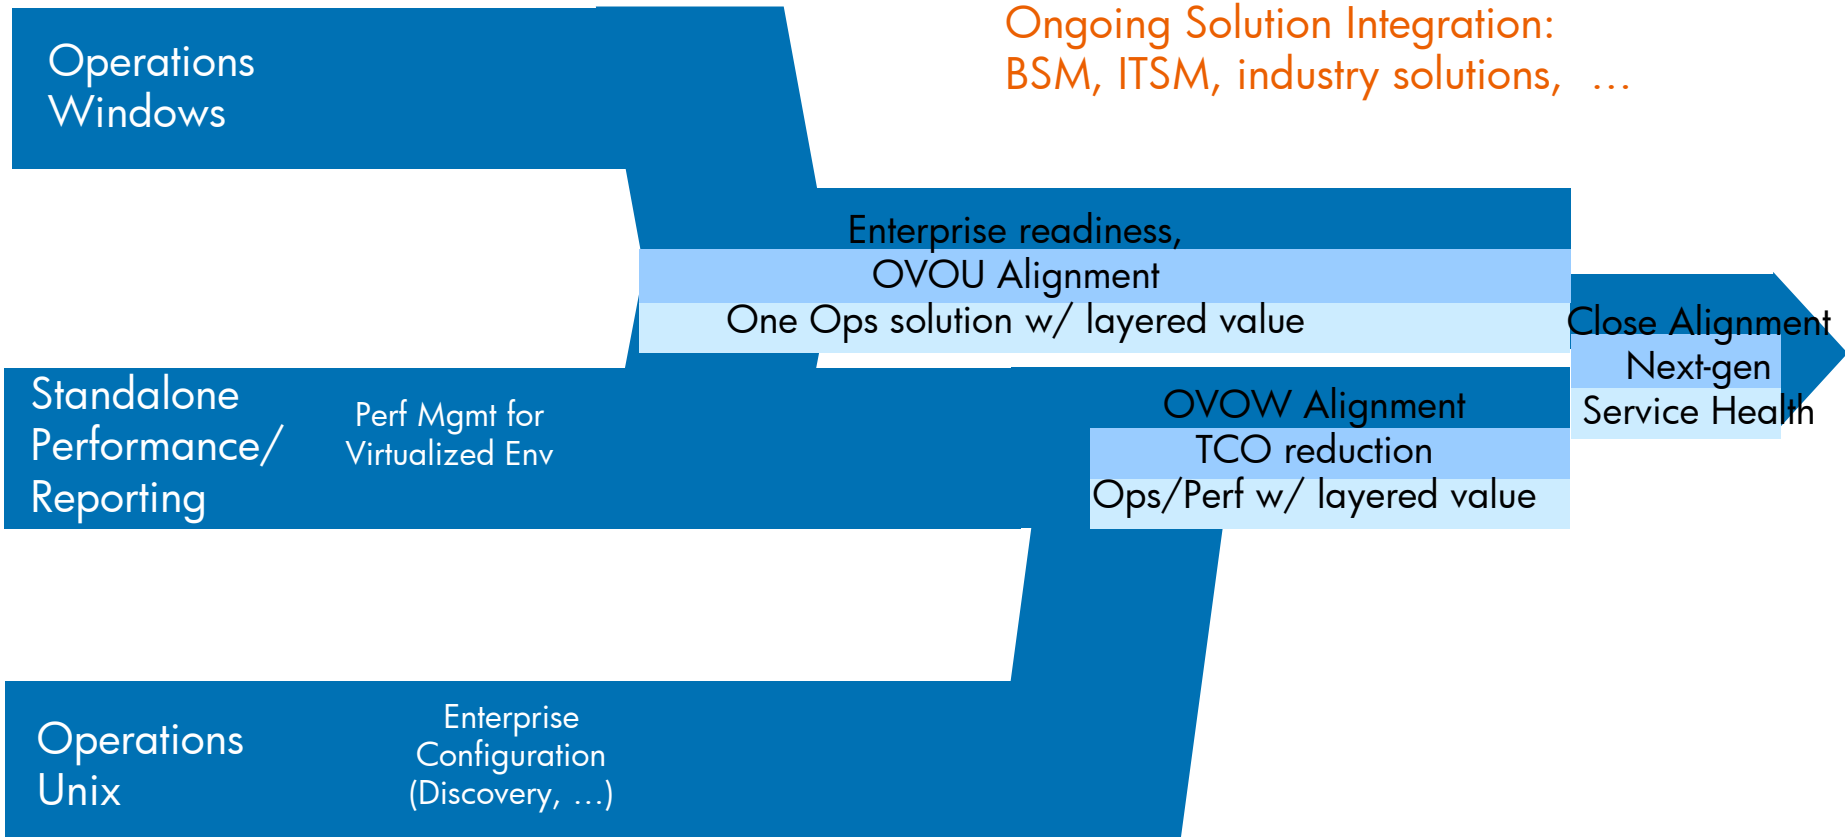 Ongoing Solution Integration:
BSM, ITSM, industry solutions, ...
Operations
Windows
Enterprise readiness,
OVOU Alignment
One Ops solution w/ layered value
Close Alignment
Next-gen
Service Health
Standalone
Performance/
Reporting
Perf Mgmt for
Virtualized Env
OVOW Alignment
TCO reduction
Ops/Perf w/ layered value
Operations
Unix
Enterprise
Configuration
(Discovery, ...)